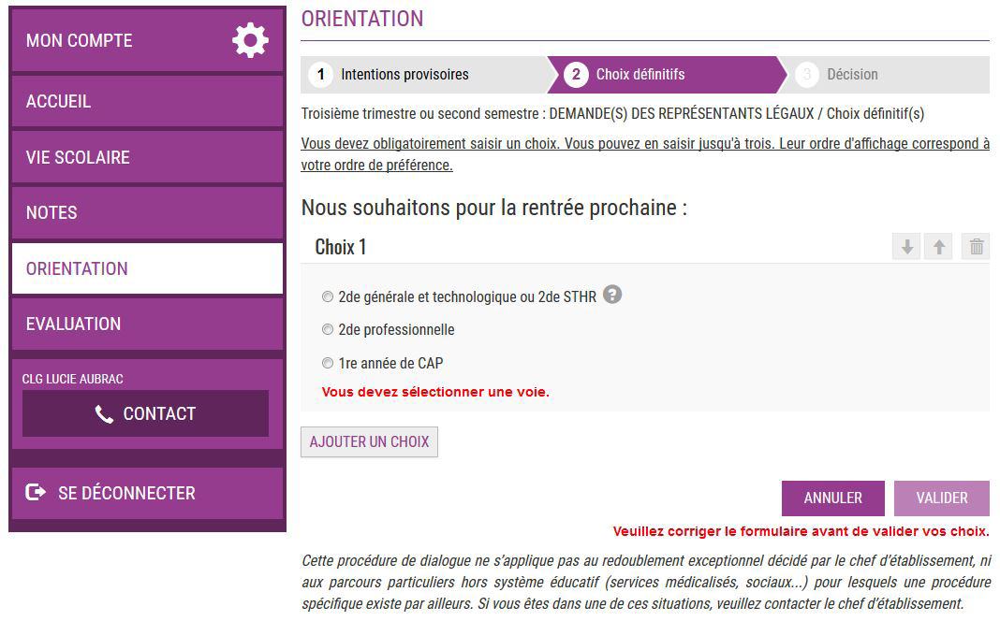 MON COMPTE
ACCUEIL
VIE SCOLAIRE
NOTES
ORIENTATION
EVALUATION
CLG LUCIE AUBRAC
CONTACT
SE DÉCONNECTER
ORIENTATION
1 Intentions provisoires 2 Choix définitifs 3 Décision
Troisième trimestre ou second semestre : DEMANDE(S) DES REPRÉSENTANTS LÉGAUX / Choix définitif(s)
Vous devez obligatoirement saisir un choix. Vous pouvez en saisir jusqu'à trois. Leur ordre d'affichage correspond à
votre ordre de préférence.
Nous souhaitons pour la rentrée prochaine :
Choix 1
2de générale et technologique ou 2de STHR ?
2de professionnelle
1re année de CAP
Vous devez sélectionner une voie.
AJOUTER UN CHOIX
ANNULER VALIDER
Veuillez corriger le formulaire avant de valider vos choix.
Cette procédure de dialogue ne s’applique pas au redoublement exceptionnel décidé par le chef d’établissement, ni
aux parcours particuliers hors système éducatif (services médicalisés, sociaux...) pour lesquels une procédure
spécifique existe par ailleurs. Si vous êtes dans une de ces situations, veuillez contacter le chef d’établissement.